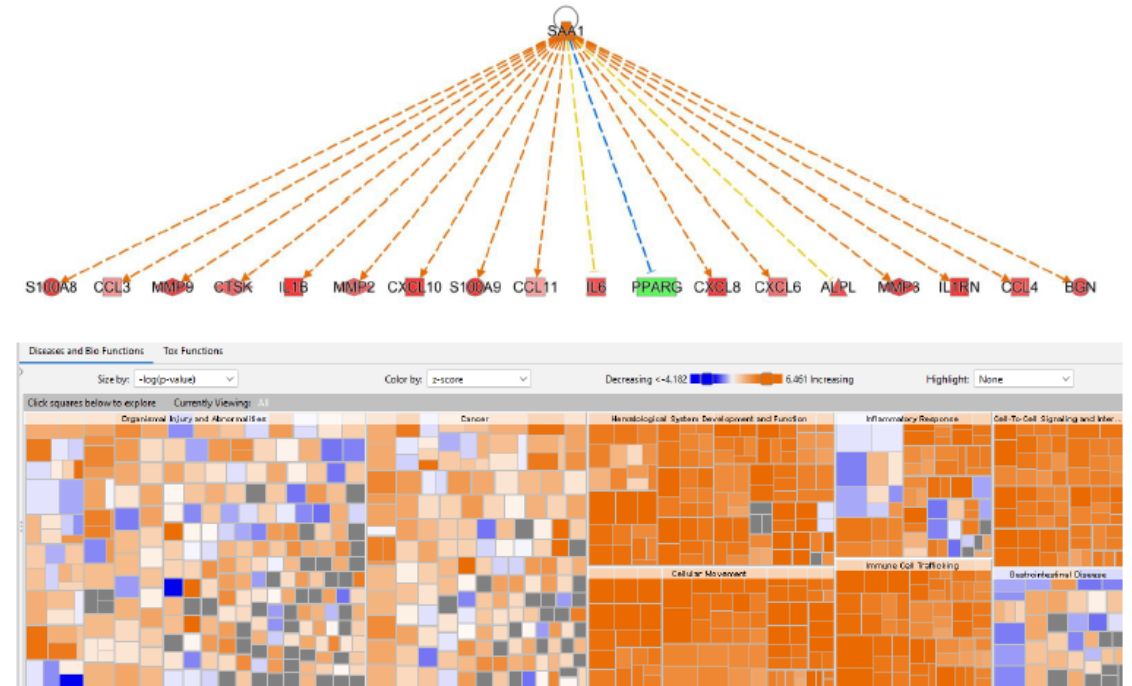 SAA1
S100A8 CCL3 MMP9 CTSK IL1B MMP2 CXCL10 S100A9 CCL11 IL6 PPARG CXCL8 CXCL6 ALPL MMP3 IL1RN CCL4 BGN
Diseases and Bio Functions Tox Functions
Size by: -log(p-value) Color by: z-score Decreasing <-4.182 6.461 Increasing Highlight: None
Click squares below to explore Currently Viewing: All
Organismal Injury and Abnormalities Cancer Hematological System Development and Function Inflammatory Response Cell-To-Cell Signaling and Inter...
Immune Cell Trafficking
Cellular Movement Gastrointestinal Disease